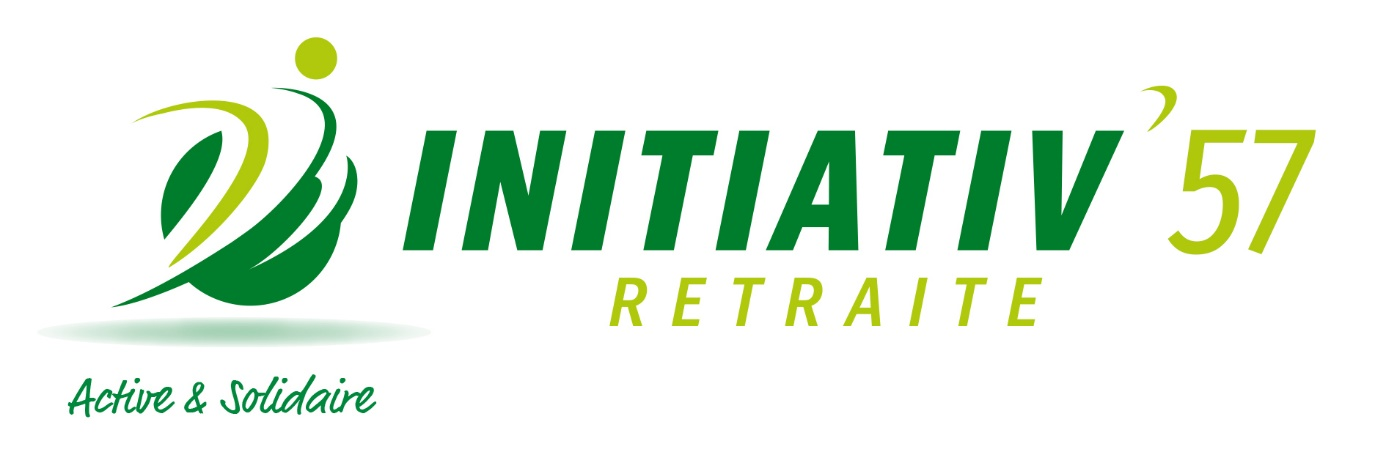 INITIATIV'57
RETRAITE
Active & Solidaire